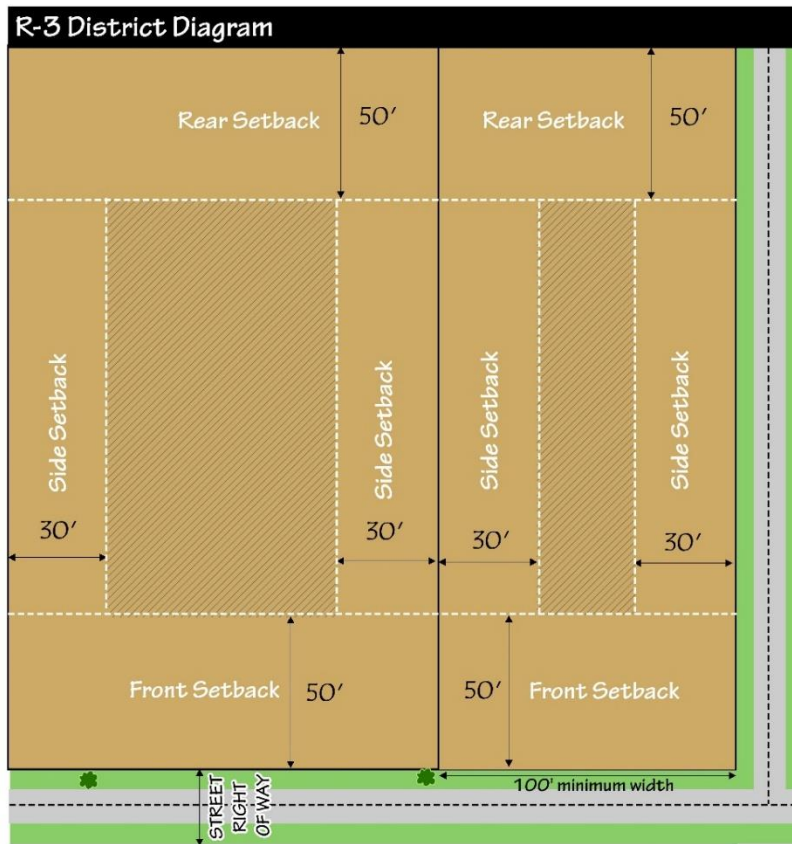 R-3 District Diagram
Rear Setback
50'
Rear Setback
50'
Side Setback
30'
Side Setback
30'
Side Setback
30'
Side Setback
30'
Front Setback
50'
50'
Front Setback
100' minimum width
STREET
RIGHT
OF WAY